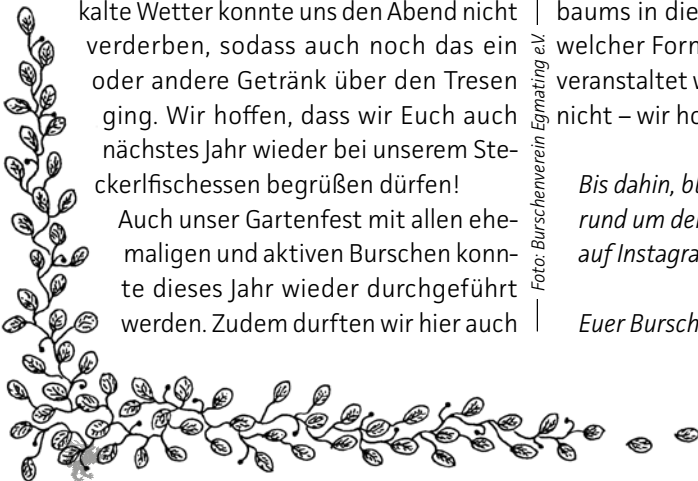 kalte Wetter konnte uns den Abend nicht
verderben, sodass auch noch das ein
oder andere Getränk über den Tresen
ging. Wir hoffen, dass wir Euch auch
nächstes Jahr wieder bei unserem Ste-
ckerlfischessen begrüßen dürfen!
Auch unser Gartenfest mit allen ehe-
maligen und aktiven Burschen konn-
te dieses Jahr wieder durchgeführt
werden. Zudem durften wir hier auch
Foto: Burschenverein Egmating e.V.
baums in die
welcher Form
veranstaltet w
nicht – wir ho
Bis dahin, bl
rund um de
auf Instagra
Euer Bursch